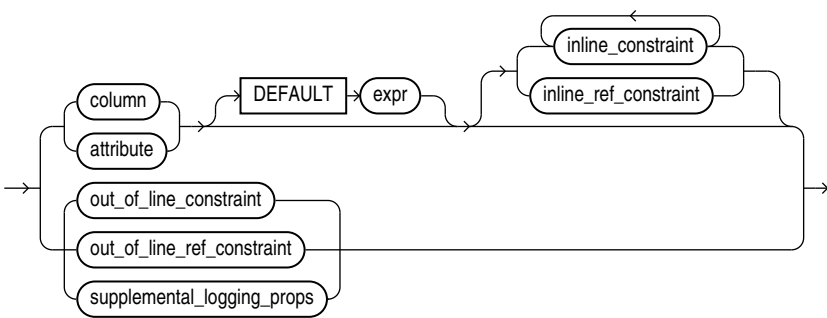 column
attribute
DEFAULT
expr
inline_constraint
inline_ref_constraint
out_of_line_constraint
out_of_line_ref_constraint
supplemental_logging_props